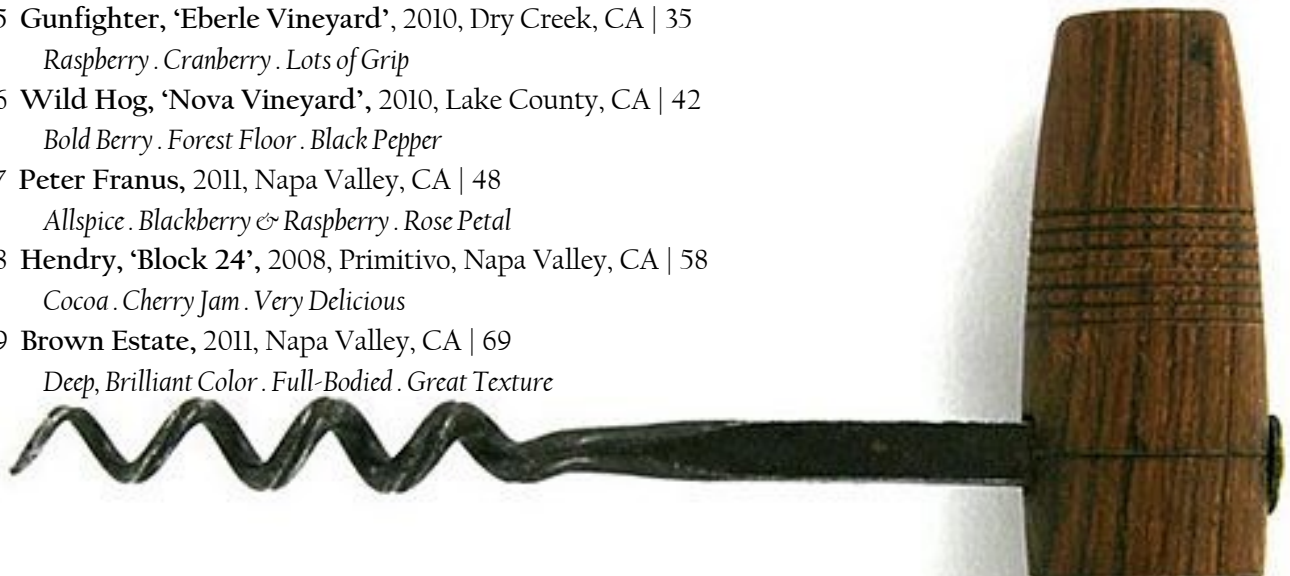 5 Gunfighter, ‘Eberle Vineyard’, 2010, Dry Creek, CA | 35
Raspberry . Cranberry . Lots of Grip
6 Wild Hog, ‘Nova Vineyard’, 2010, Lake County, CA | 42
Bold Berry . Forest Floor . Black Pepper
7 Peter Franus, 2011, Napa Valley, CA | 48
Allspice . Blackberry & Raspberry . Rose Petal
8 Hendry, ‘Block 24’, 2008, Primitivo, Napa Valley, CA | 58
Cocoa . Cherry Jam . Very Delicious
9 Brown Estate, 2011, Napa Valley, CA | 69
Deep, Brilliant Color . Full-Bodied . Great Texture